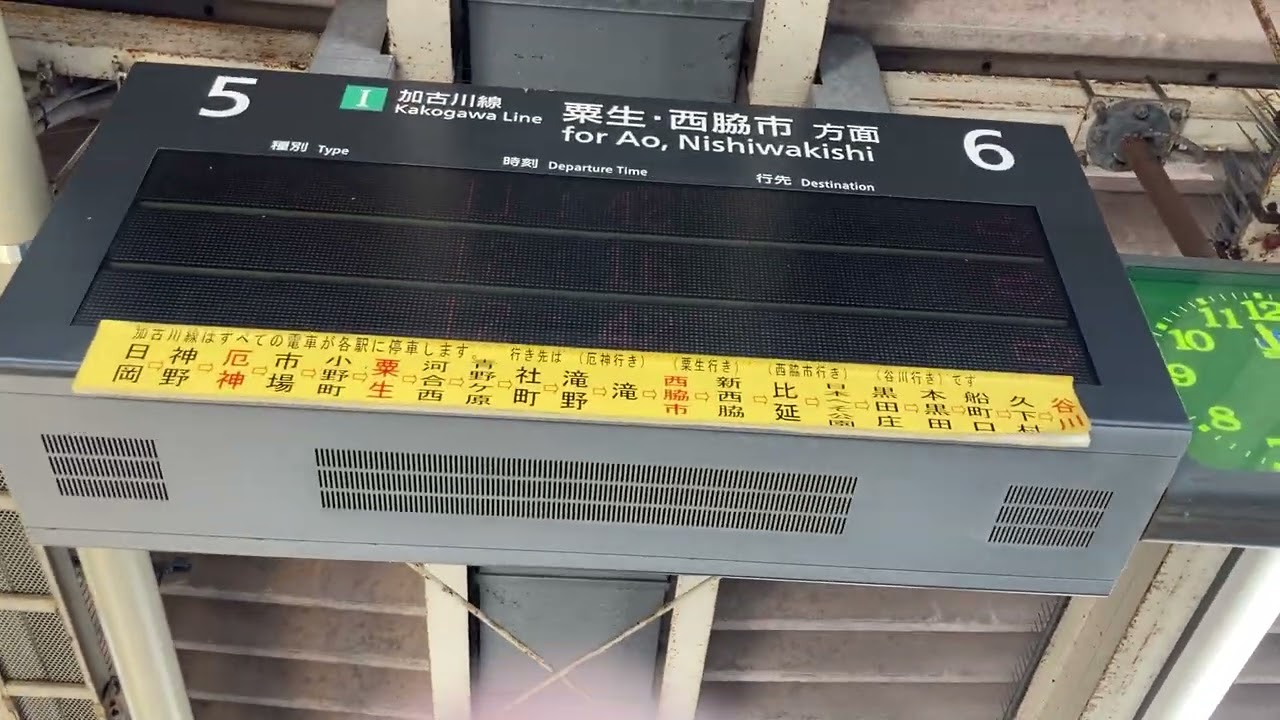 5 I 加古川線 粟生・西脇市 方面 6
Kakogawa Line for Ao, Nishiwakishi
種別 Type 時刻 Departure Time 行先 Destination
加古川線はすべての電車が各駅に停車します。 行き先は (厄神行き) (粟生行き) (西脇市行き) (谷川行き) です
日岡⇨神野⇨厄神⇨市場⇨小野町⇨粟生⇨河合西⇨青野ヶ原⇨社町⇨滝野⇨滝⇨西脇市⇨新西脇⇨比延⇨日本へそ公園⇨黒田庄⇨本黒田⇨船町口⇨久下村⇨谷川
12
11
10
9
8